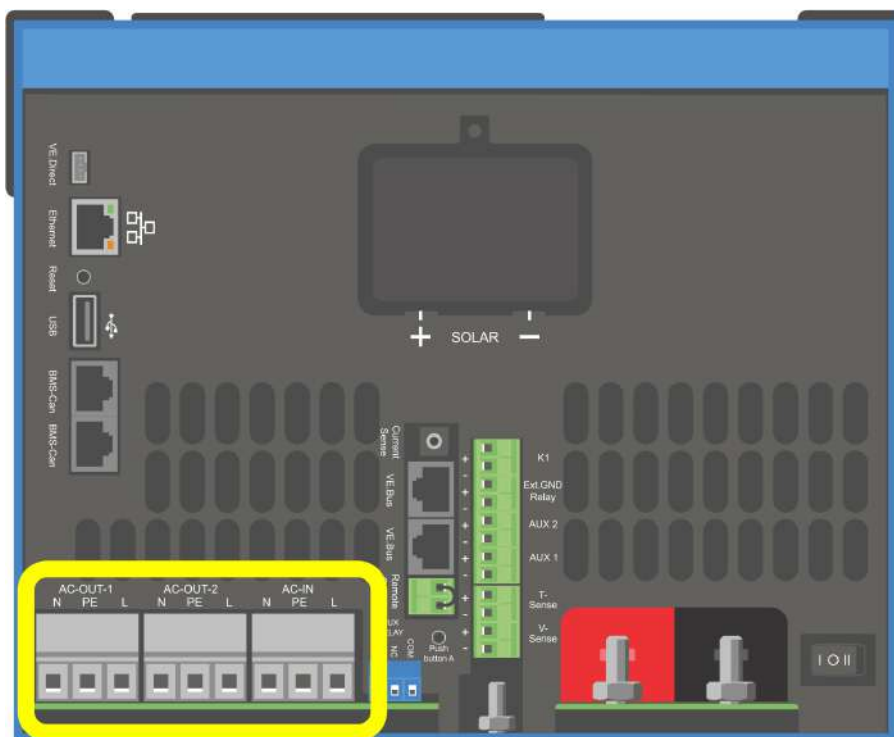 VE.Direct
Ethernet
Reset
USB
BMS-Can
BMS-Can
+ SOLAR −
Current
Sense
VE.Bus
VE.Bus
Remote
+
-
+
-
+
-
+
-
+
-
+
-
K1
Ext.GND
Relay
AUX 2
AUX 1
T-
Sense
V-
Sense
AC-OUT-1
N PE L
AC-OUT-2
N PE L
AC-IN
N PE L
NC
COM
Push
button A
I O II